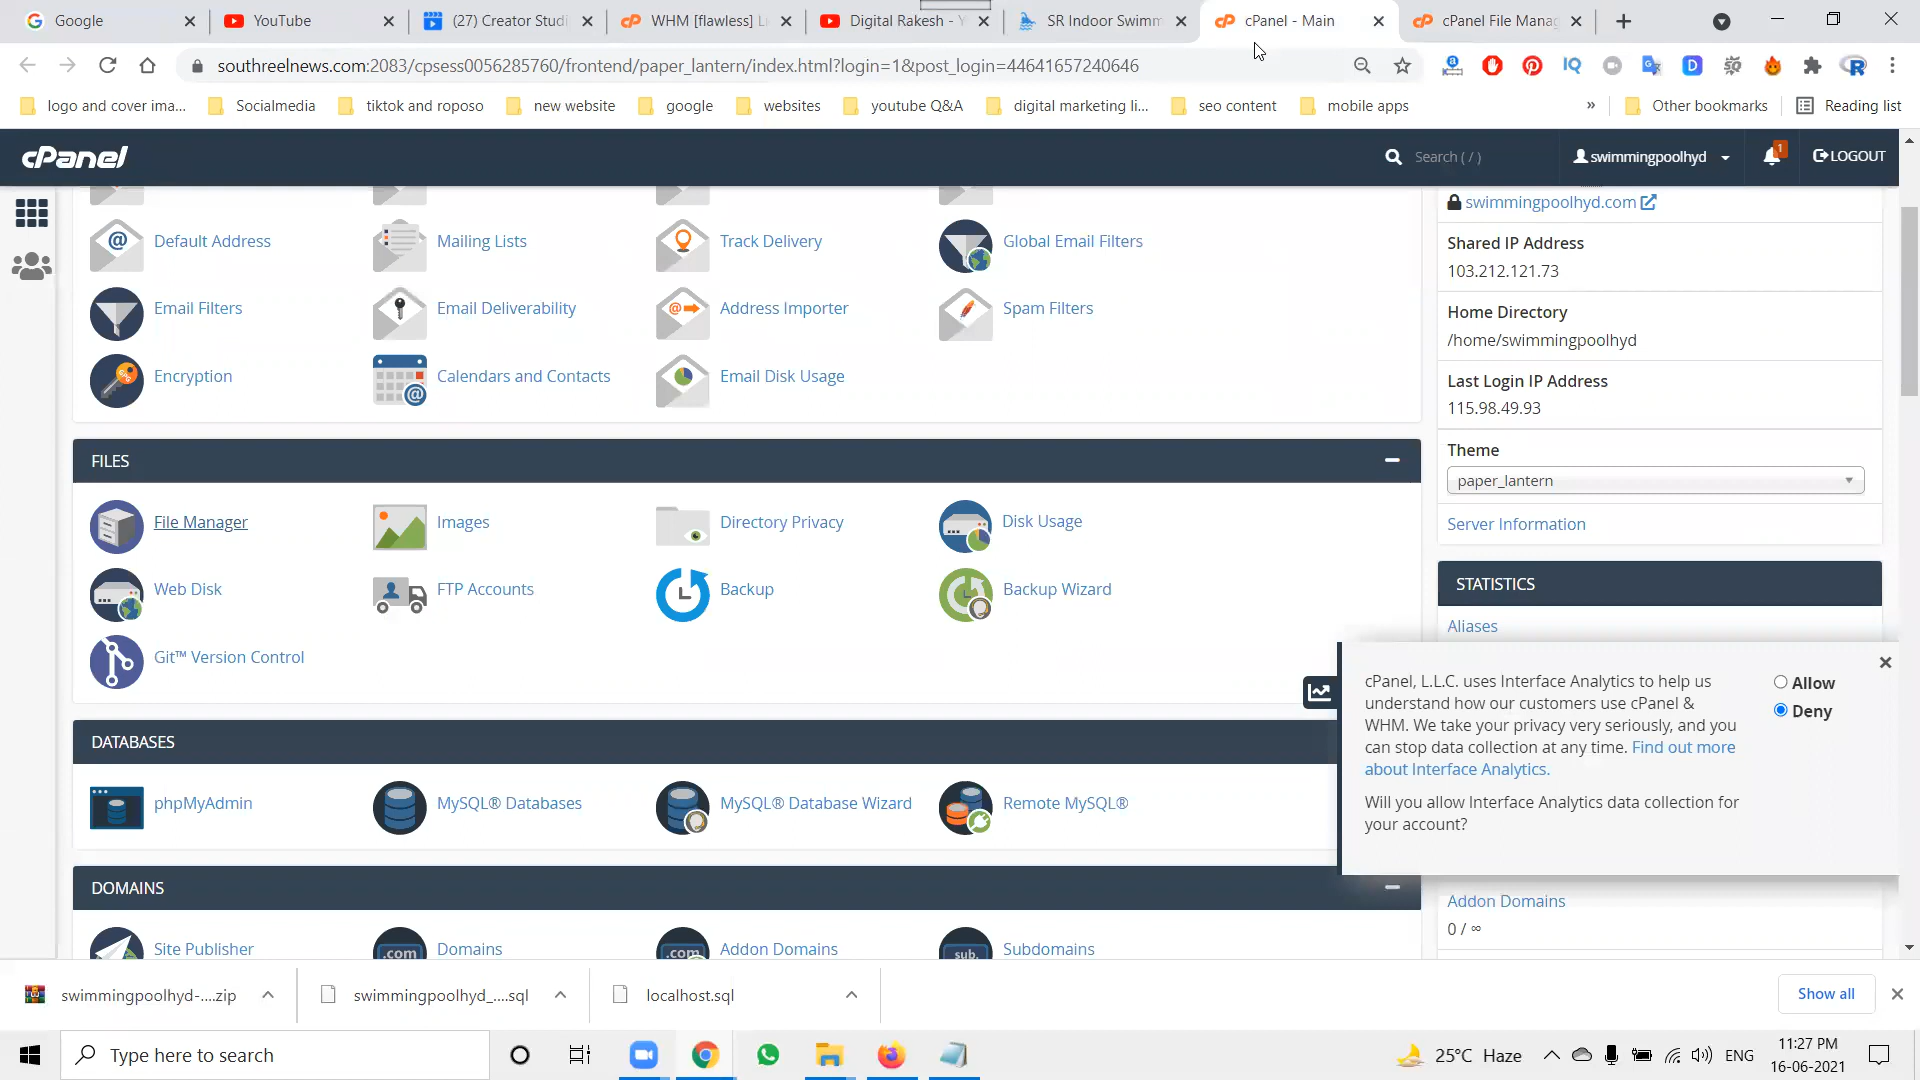 Google
YouTube
(27) Creator Studi
WHM [flawless] Li
Digital Rakesh - Y
SR Indoor Swimm
cPanel - Main
cPanel File Manag
southreelnews.com:2083/cpsess0056285760/frontend/paper_lantern/index.html?login=1&post_login=44641657240646
logo and cover ima...
Socialmedia
tiktok and roposo
new website
google
websites
youtube Q&A
digital marketing li...
seo content
mobile apps
»
Other bookmarks
Reading list
cPanel
Search ( / )
swimmingpoolhyd
1
LOGOUT
Default Address
Mailing Lists
Track Delivery
Global Email Filters
Email Filters
Email Deliverability
Address Importer
Spam Filters
Encryption
Calendars and Contacts
Email Disk Usage
FILES
File Manager
Images
Directory Privacy
Disk Usage
Web Disk
FTP Accounts
Backup
Backup Wizard
Git™ Version Control
DATABASES
phpMyAdmin
MySQL® Databases
MySQL® Database Wizard
Remote MySQL®
DOMAINS
Site Publisher
Domains
Addon Domains
Subdomains
.com
.com
sub.
swimmingpoolhyd.com
Shared IP Address
103.212.121.73
Home Directory
/home/swimmingpoolhyd
Last Login IP Address
115.98.49.93
Theme
paper_lantern
Server Information
STATISTICS
Aliases
cPanel, L.L.C. uses Interface Analytics to help us
understand how our customers use cPanel &
WHM. We take your privacy very seriously, and you
can stop data collection at any time. Find out more
about Interface Analytics.
Will you allow Interface Analytics data collection for
your account?
Allow
Deny
Addon Domains
0 / ∞
swimmingpoolhyd-....zip
swimmingpoolhyd_....sql
localhost.sql
Show all
Type here to search
25°C Haze
ENG
11:27 PM
16-06-2021